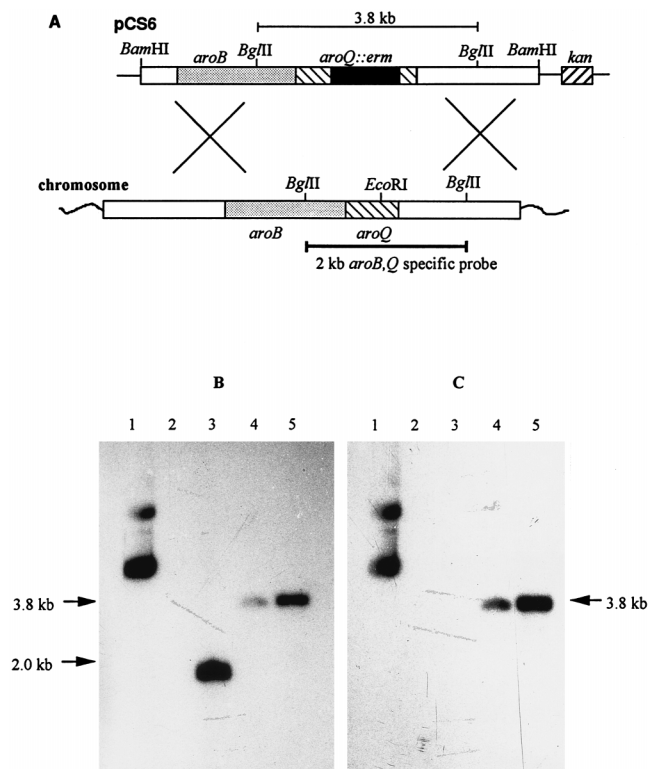 A
pCS6
3.8 kb
BamHI
aroB
BglII
aroQ::erm
BglII
BamHI
kan
chromosome
BglII
EcoRI
BglII
aroB
aroQ
2 kb aroB,Q specific probe
B
C
1 2 3 4 5
1 2 3 4 5
3.8 kb
3.8 kb
2.0 kb